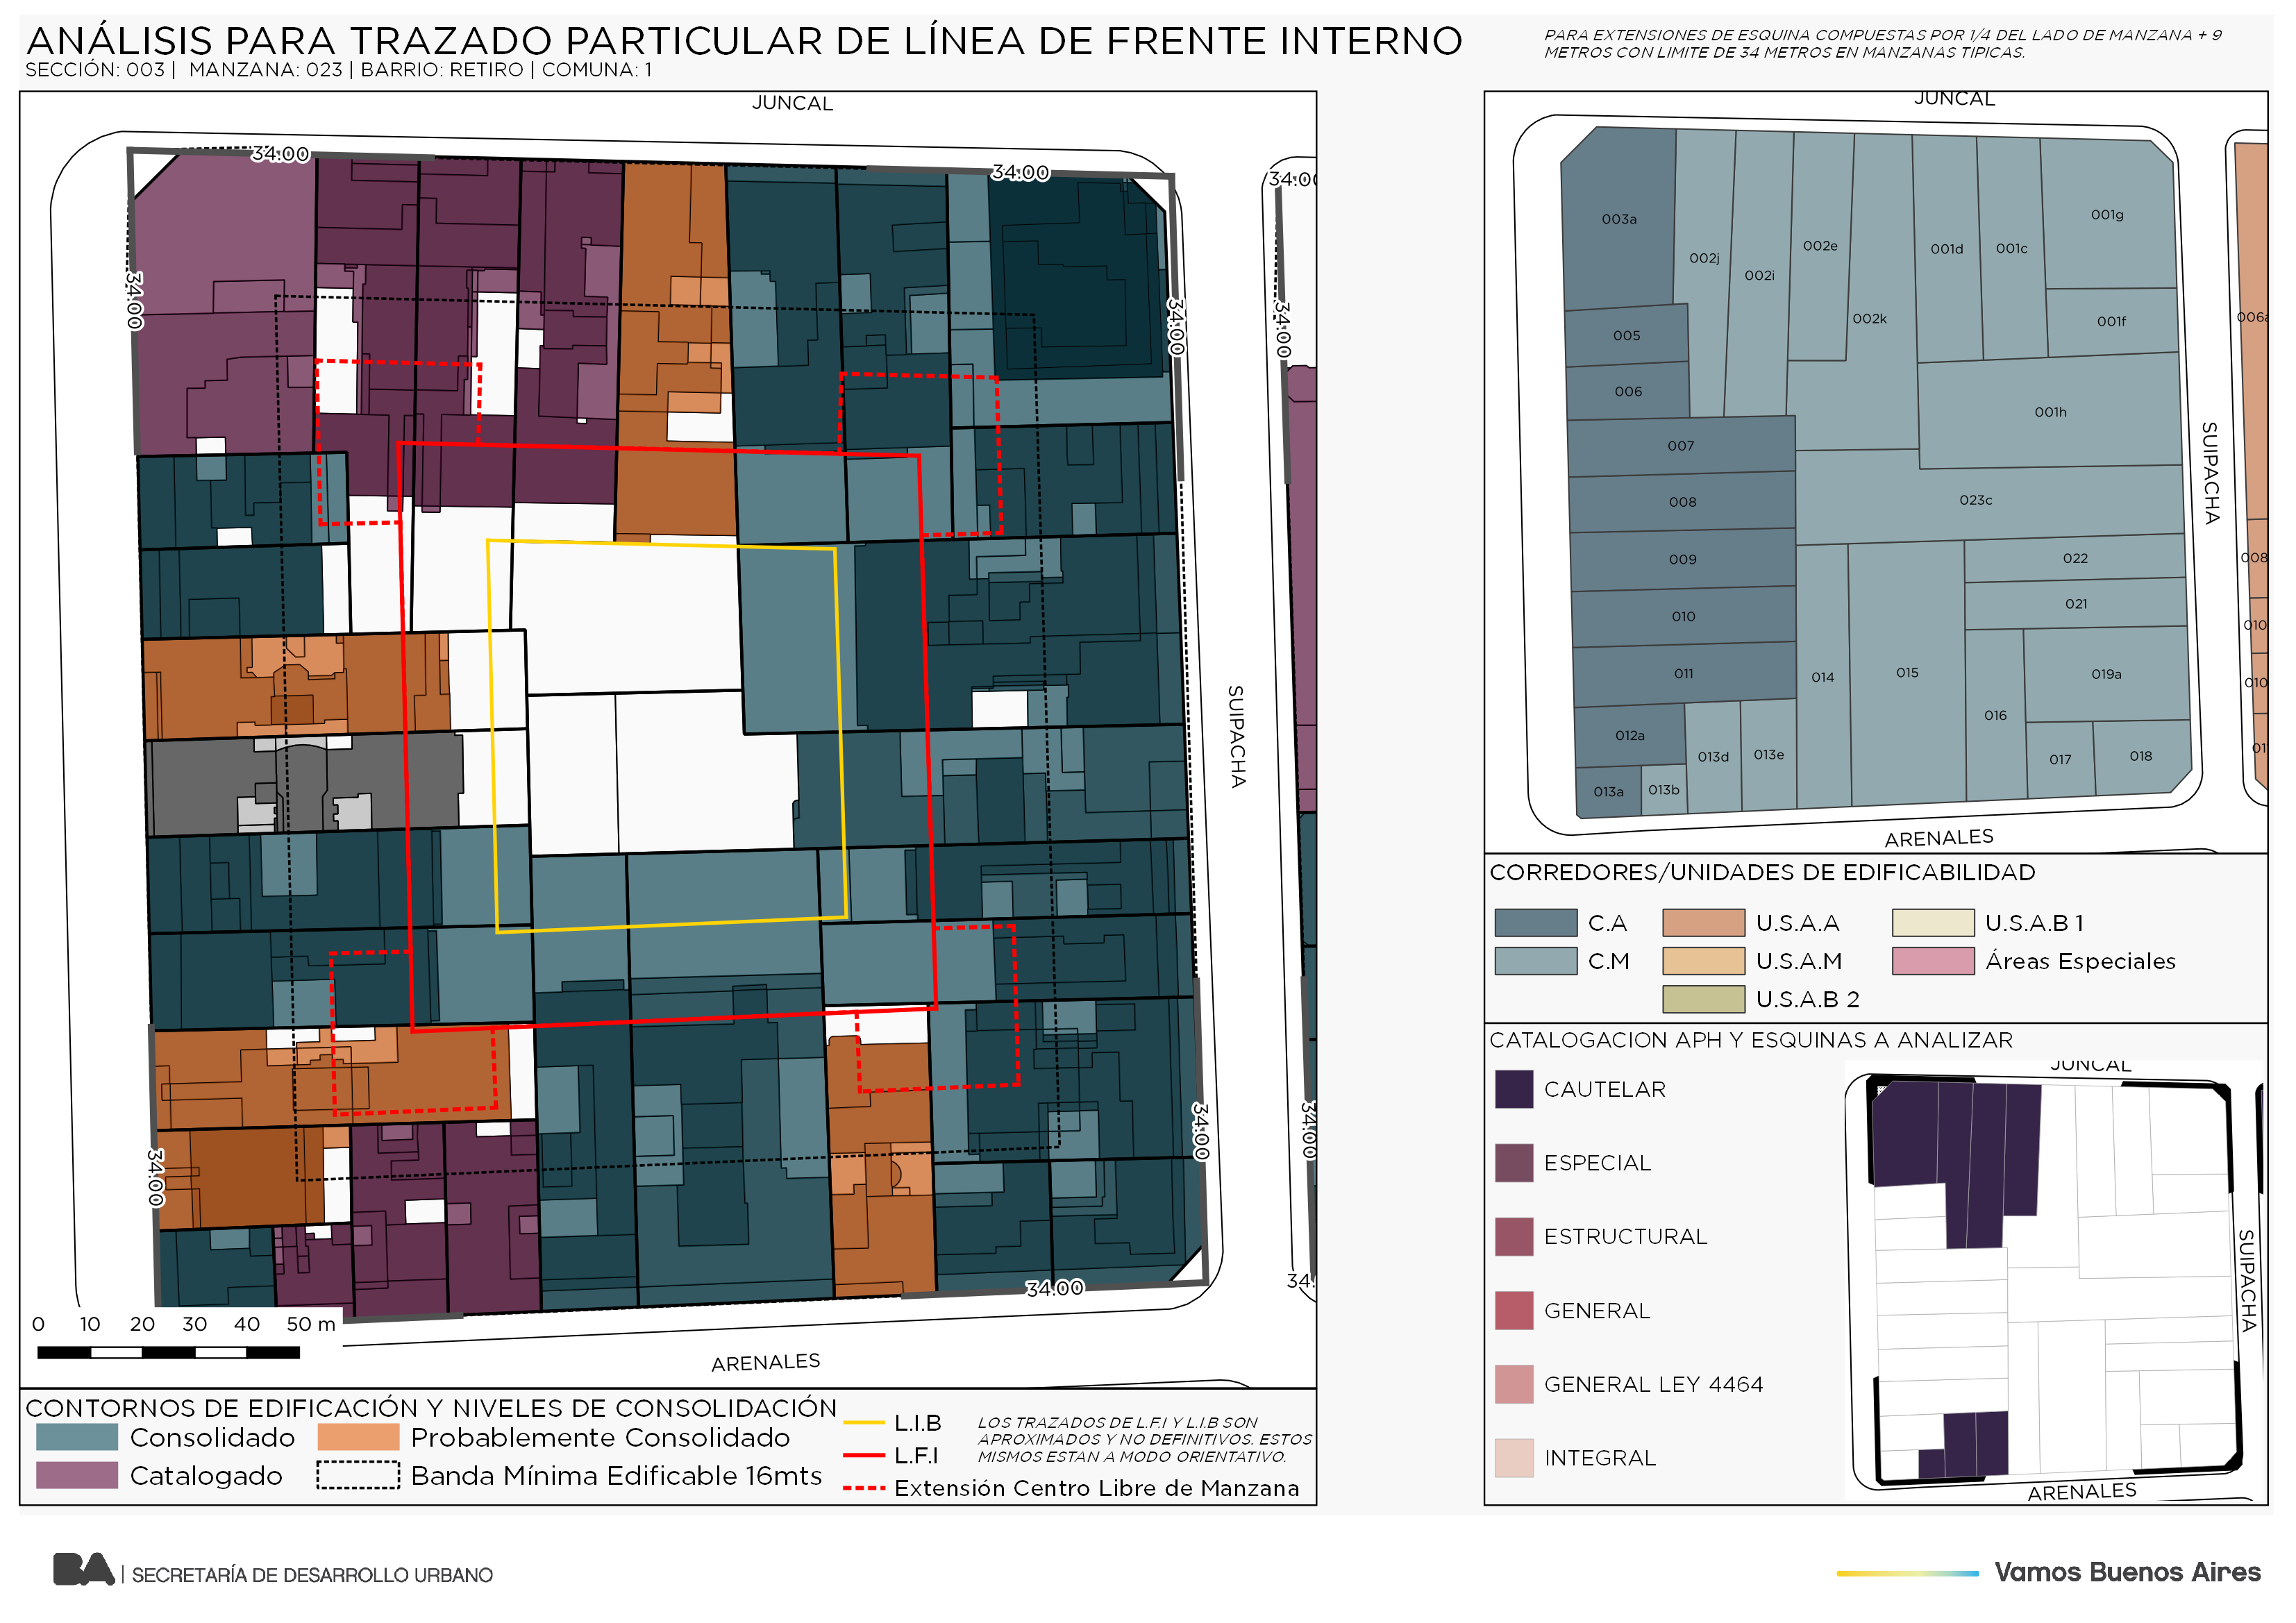 ANÁLISIS PARA TRAZADO PARTICULAR DE LÍNEA DE FRENTE INTERNO
SECCIÓN: 003 | MANZANA: 023 | BARRIO: RETIRO | COMUNA: 1
PARA EXTENSIONES DE ESQUINA COMPUESTAS POR 1/4 DEL LADO DE MANZANA + 9
METROS CON LIMITE DE 34 METROS EN MANZANAS TIPICAS.
JUNCAL
34:00
34:00
34:00
34:00
34:00
34:00
SUIPACHA
34:00
34:00
34:00
34:00
34.
0 10 20 30 40 50 m
ARENALES
CONTORNOS DE EDIFICACIÓN Y NIVELES DE CONSOLIDACIÓN
Consolidado
Probablemente Consolidado
Catalogado
Banda Mínima Edificable 16mts
L.I.B
L.F.I
Extensión Centro Libre de Manzana
LOS TRAZADOS DE L.F.I Y L.I.B SON
APROXIMADOS Y NO DEFINITIVOS. ESTOS
MISMOS ESTAN A MODO ORIENTATIVO.
JUNCAL
003a
002j
002i
002e
002k
001d
001c
001g
001f
001h
005
006
006a
007
008
009
010
011
023c
022
021
014
015
016
019a
012a
013d
013e
013a
013b
017
018
008
010
010
01
SUIPACHA
ARENALES
CORREDORES/UNIDADES DE EDIFICABILIDAD
C.A
U.S.A.A
U.S.A.B 1
C.M
U.S.A.M
Áreas Especiales
U.S.A.B 2
CATALOGACION APH Y ESQUINAS A ANALIZAR
CAUTELAR
ESPECIAL
ESTRUCTURAL
GENERAL
GENERAL LEY 4464
INTEGRAL
JUNCAL
SUIPACHA
ARENALES
BA | SECRETARÍA DE DESARROLLO URBANO
Vamos Buenos Aires